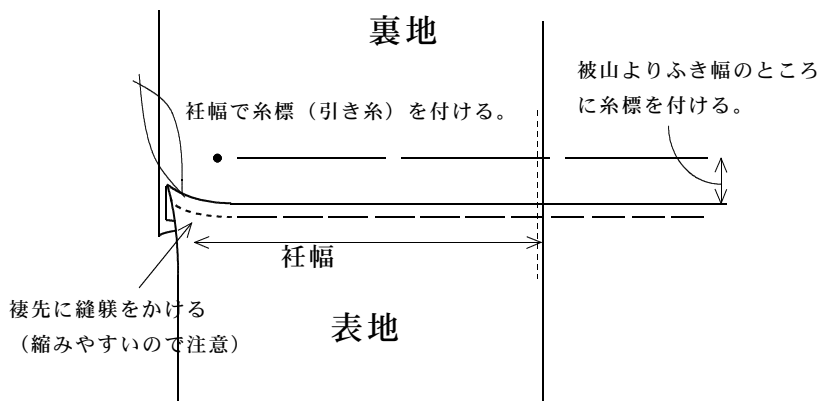 裏地
被山よりふき幅のところ
に糸標を付ける。
衽幅で糸標（引き糸）を付ける。
衽幅
褄先に縫躾をかける
（縮みやすいので注意）
表地